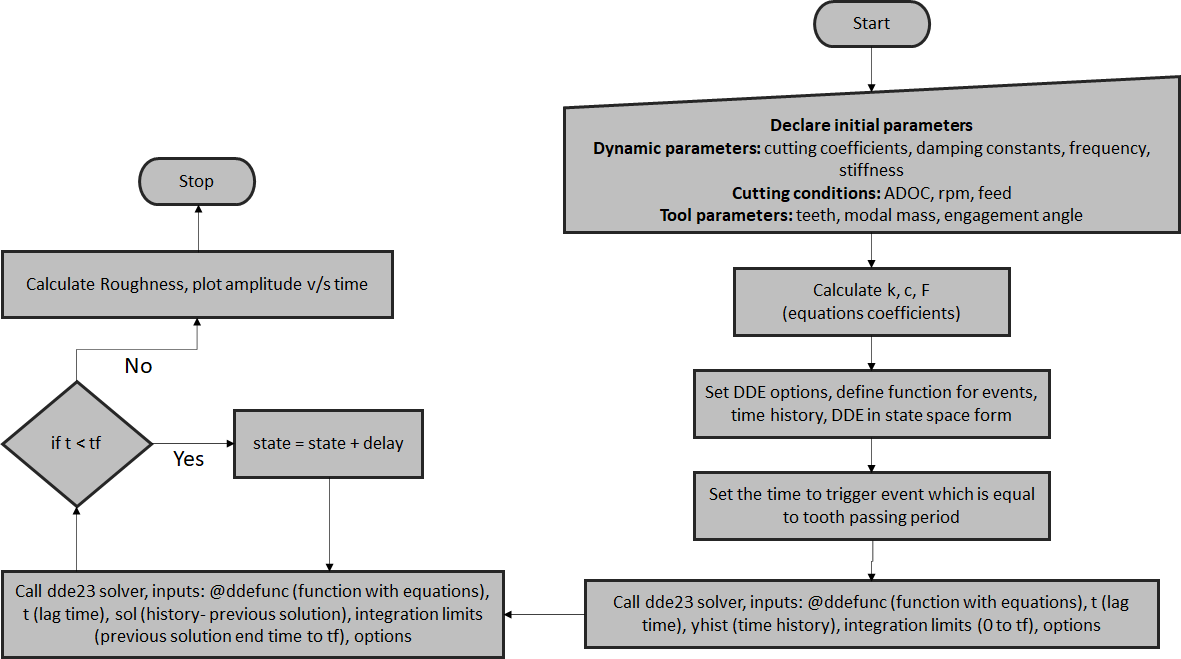 Start
Declare initial parameters
Dynamic parameters: cutting coefficients, damping constants, frequency,
stiffness
Cutting conditions: ADOC, rpm, feed
Tool parameters: teeth, modal mass, engagement angle
Calculate k, c, F
(equations coefficients)
Set DDE options, define function for events,
time history, DDE in state space form
Set the time to trigger event which is equal
to tooth passing period
Call dde23 solver, inputs: @ddefunc (function with equations), t (lag
time), yhist (time history), integration limits (0 to tf), options
Call dde23 solver, inputs: @ddefunc (function with equations),
t (lag time), sol (history- previous solution), integration limits
(previous solution end time to tf), options
if t < tf
Yes
state = state + delay
No
Calculate Roughness, plot amplitude v/s time
Stop